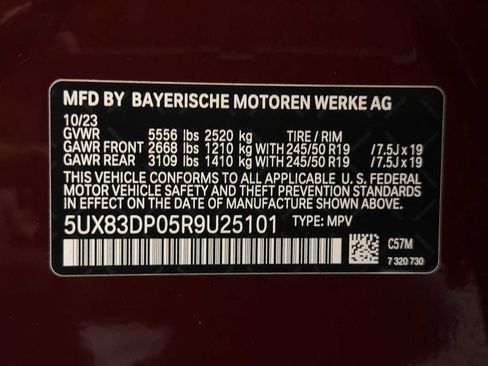 MFD BY BAYERISCHE MOTOREN WERKE AG
10/23
GVWR 5556 lbs 2520 kg TIRE / RIM
GAWR FRONT 2668 lbs 1210 kg WITH 245/50 R19 /7.5J x 19
GAWR REAR 3109 lbs 1410 kg WITH 245/50 R19 /7.5J x 19
THIS VEHICLE CONFORMS TO ALL APPLICABLE U. S. FEDERAL
MOTOR VEHICLE SAFETY AND THEFT PREVENTION STANDARDS IN
EFFECT ON THE DATE OF MANUFACTURE SHOWN ABOVE.
5UX83DP05R9U25101 TYPE: MPV
C57M
7 320 730